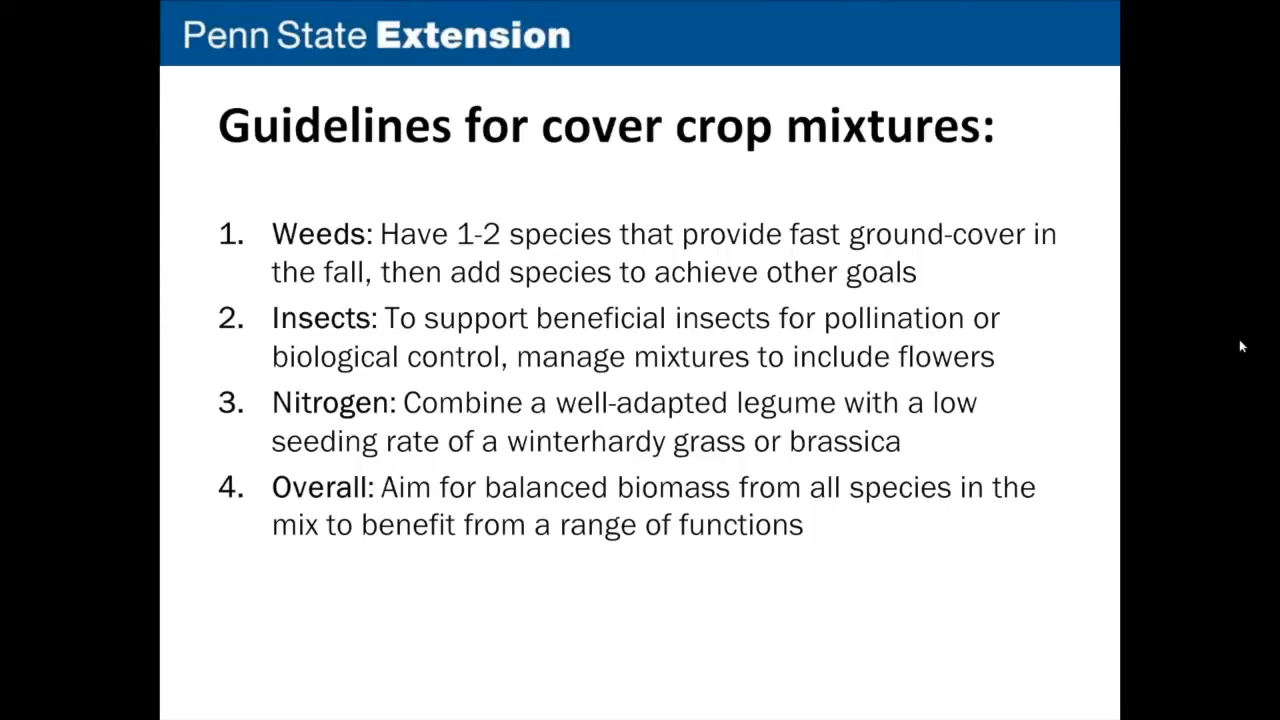 Penn State Extension
Guidelines for cover crop mixtures:
1. Weeds: Have 1-2 species that provide fast ground-cover in
the fall, then add species to achieve other goals
2. Insects: To support beneficial insects for pollination or
biological control, manage mixtures to include flowers
3. Nitrogen: Combine a well-adapted legume with a low
seeding rate of a winterhardy grass or brassica
4. Overall: Aim for balanced biomass from all species in the
mix to benefit from a range of functions